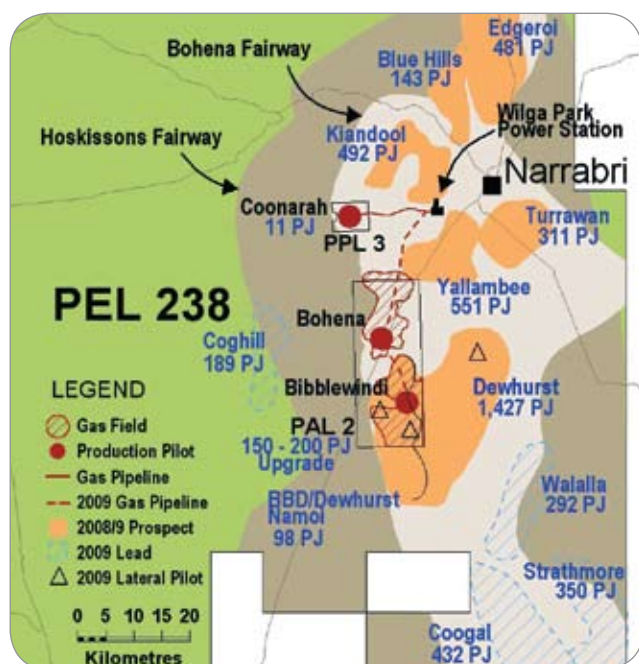 Edgeroi
481 PJ
Bohena Fairway
Blue Hills
143 PJ
Wilga Park
Power Station
Hoskissons Fairway
Kiandool
492 PJ
Narrabri
Coonarah
11 PJ
PPL 3
Turrawan
311 PJ
PEL 238
Yallambee
551 PJ
Bohena
Coghill
189 PJ
Bibblewindi
Dewhurst
1,427 PJ
PAL 2
150 - 200 PJ
Upgrade
BBD/Dewhurst
Namoi
98 PJ
Walalla
292 PJ
Strathmore
350 PJ
Coogal
432 PJ
LEGEND
Gas Field
Production Pilot
Gas Pipeline
2009 Gas Pipeline
2008/9 Prospect
2009 Lead
2009 Lateral Pilot
0 5 10 15 20
Kilometres